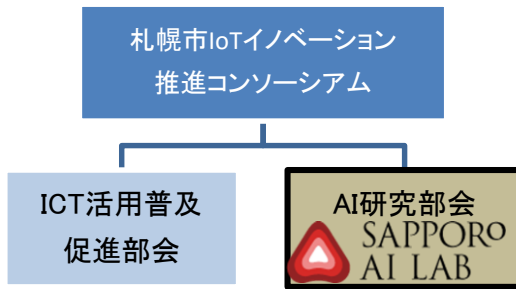 札幌市IoTイノベーション
推進コンソーシアム
ICT活用普及
促進部会
AI研究部会
SAPPORO
AI LAB